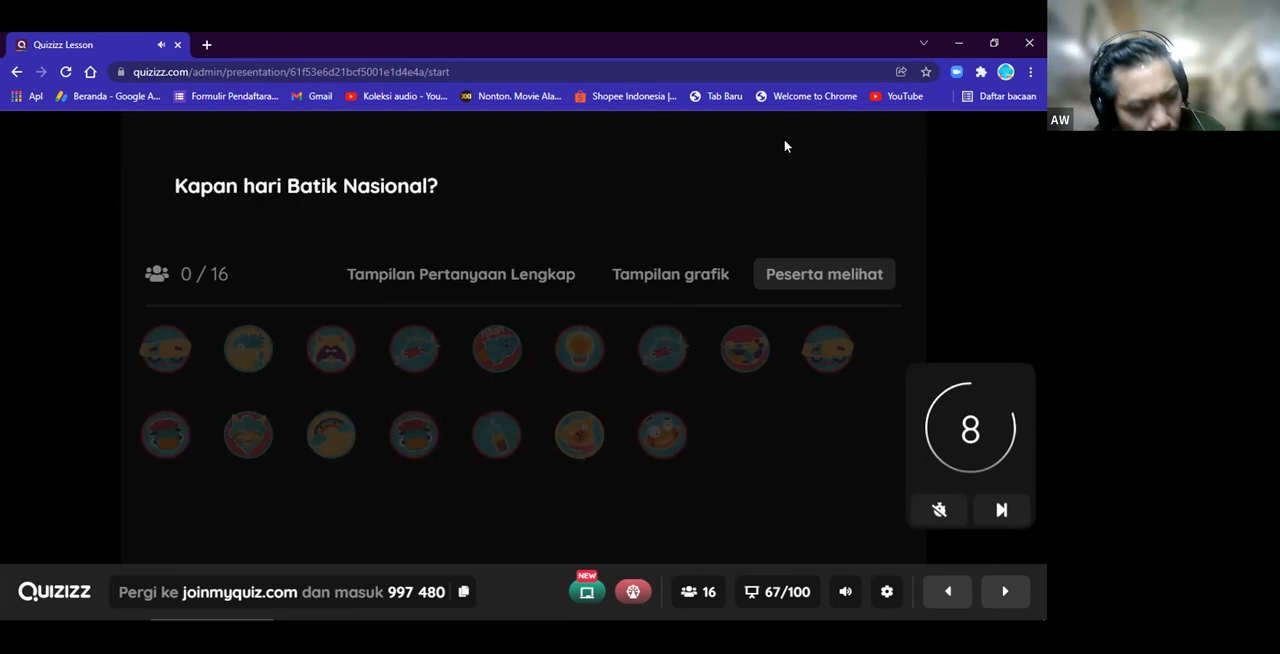 Quizizz Lesson
quizizz.com/admin/presentation/61f53e6d21bcf5001e1d4e4a/start
Apl Beranda - Google A... Formulir Pendaftara... Gmail Koleksi audio - You... Nonton. Movie Ala... Shopee Indonesia |... Tab Baru Welcome to Chrome YouTube Daftar bacaan
AW
Kapan hari Batik Nasional?
0 / 16 Tampilan Pertanyaan Lengkap Tampilan grafik Peserta melihat
8
NEW
QUIZIZZ Pergi ke joinmyquiz.com dan masuk 997 480 16 67/100